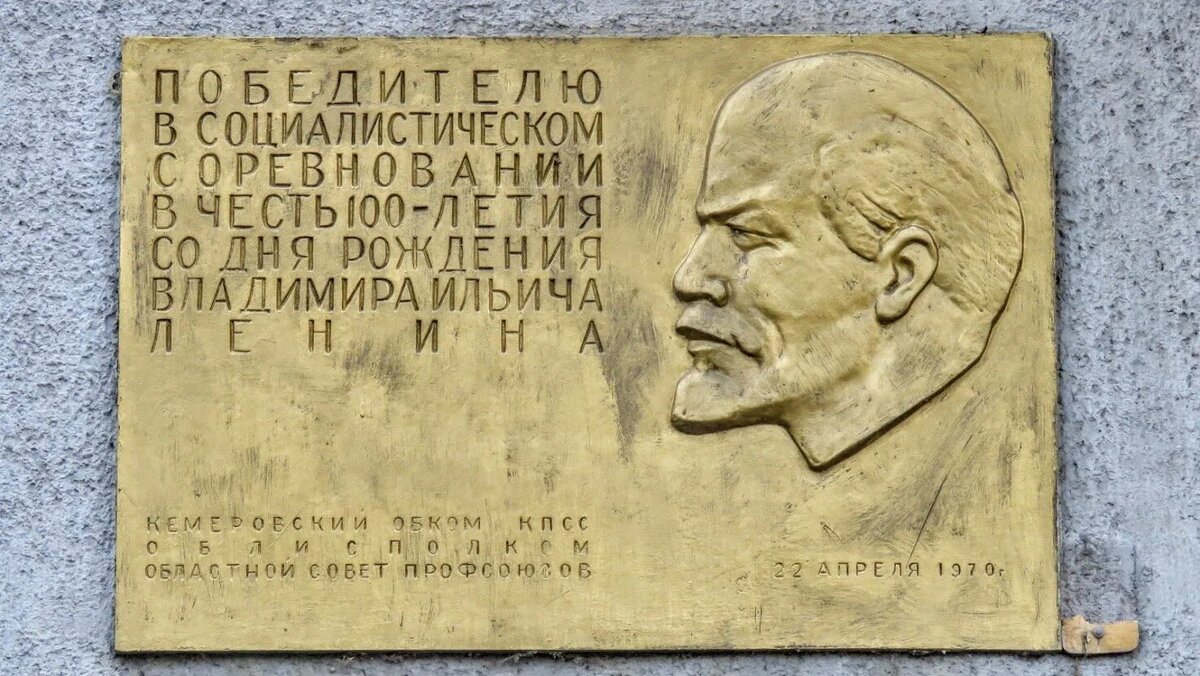 ПОБЕДИТЕЛЮ
В СОЦИАЛИСТИЧЕСКОМ
СОРЕВНОВАНИИ
В ЧЕСТЬ 100-ЛЕТИЯ
СО ДНЯ РОЖДЕНИЯ
ВЛАДИМИРА ИЛЬИЧА
ЛЕНИНА
КЕМЕРОВСКИЙ ОБКОМ КПСС
ОБЛИСПОЛКОМ
ОБЛАСТНОЙ СОВЕТ ПРОФСОЮЗОВ
22 АПРЕЛЯ 1970г